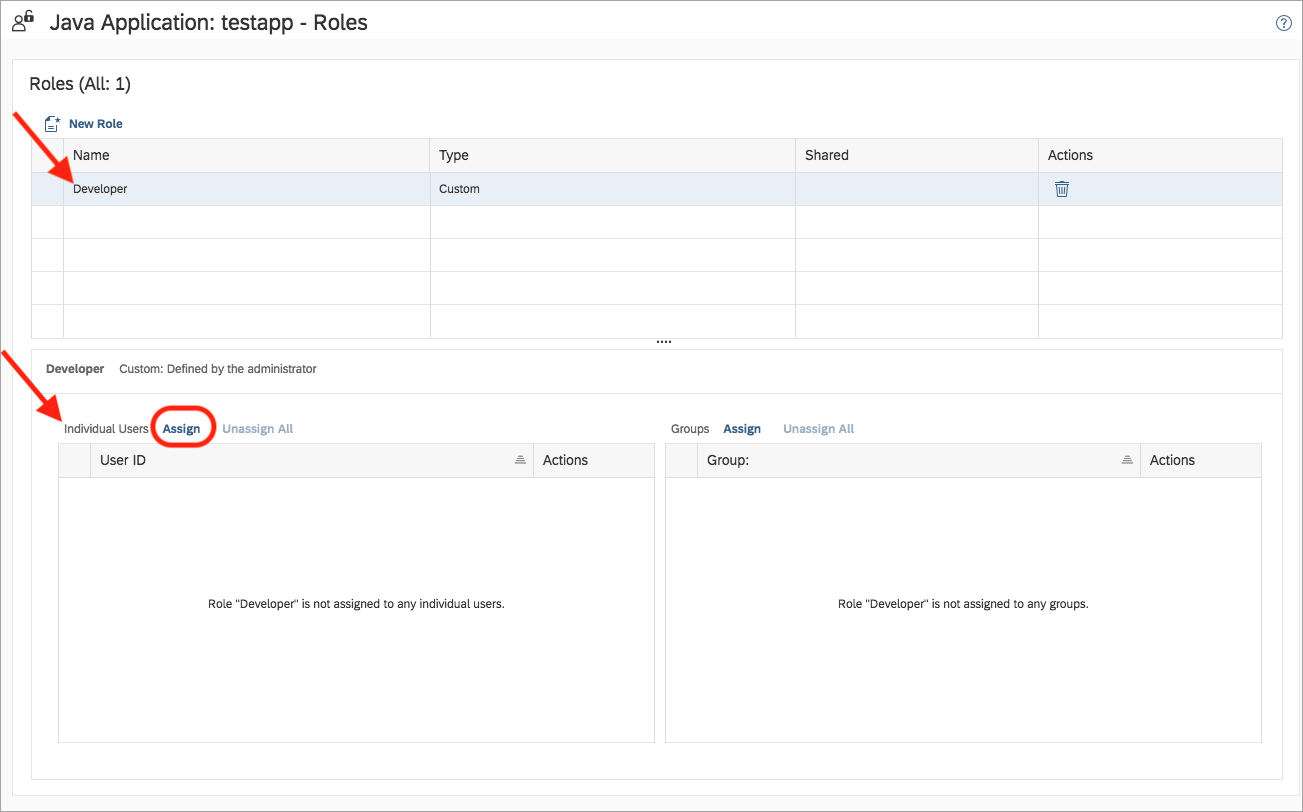 Java Application: testapp - Roles
?
Roles (All: 1)
New Role
Name Type Shared Actions
Developer Custom
Developer Custom: Defined by the administrator
Individual Users Assign Unassign All Groups Assign Unassign All
User ID Actions Group: Actions
Role "Developer" is not assigned to any individual users. Role "Developer" is not assigned to any groups.